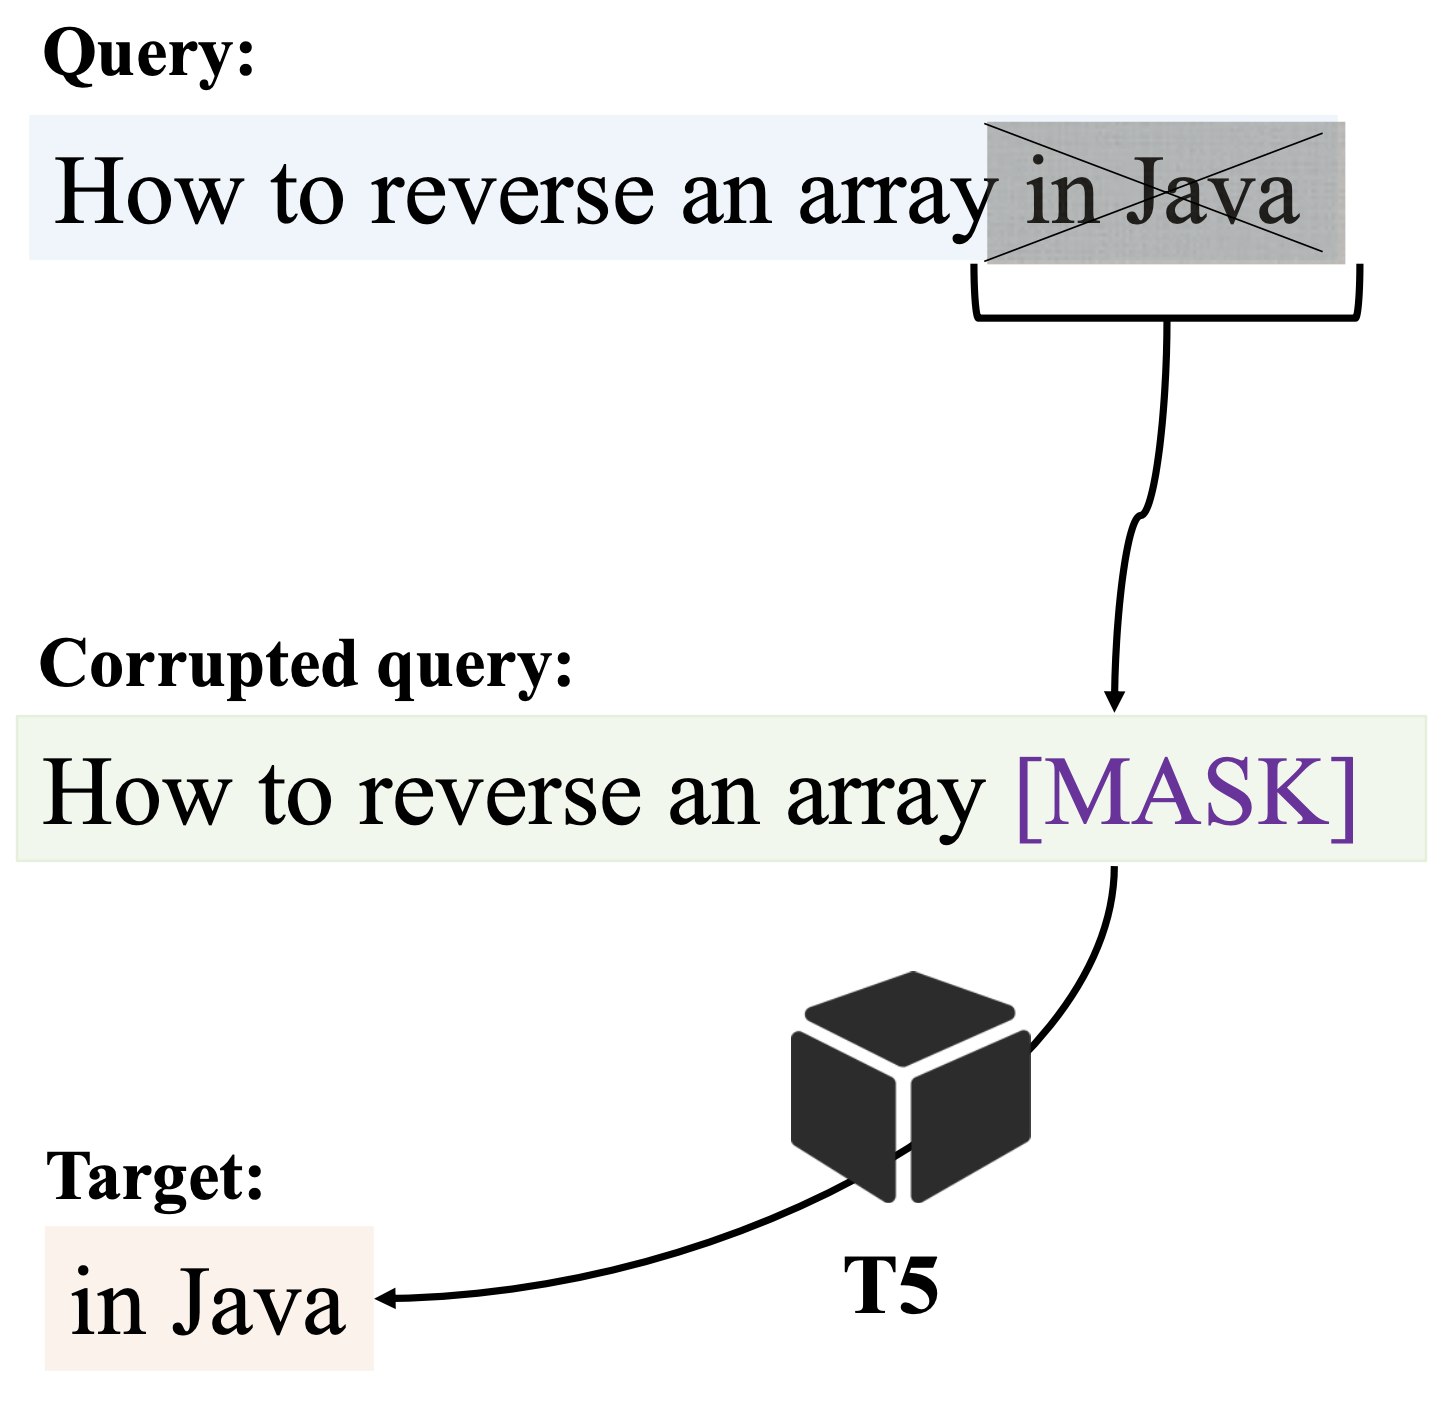 Query:
How to reverse an array in Java
Corrupted query:
How to reverse an array [MASK]
Target:
in Java
T5